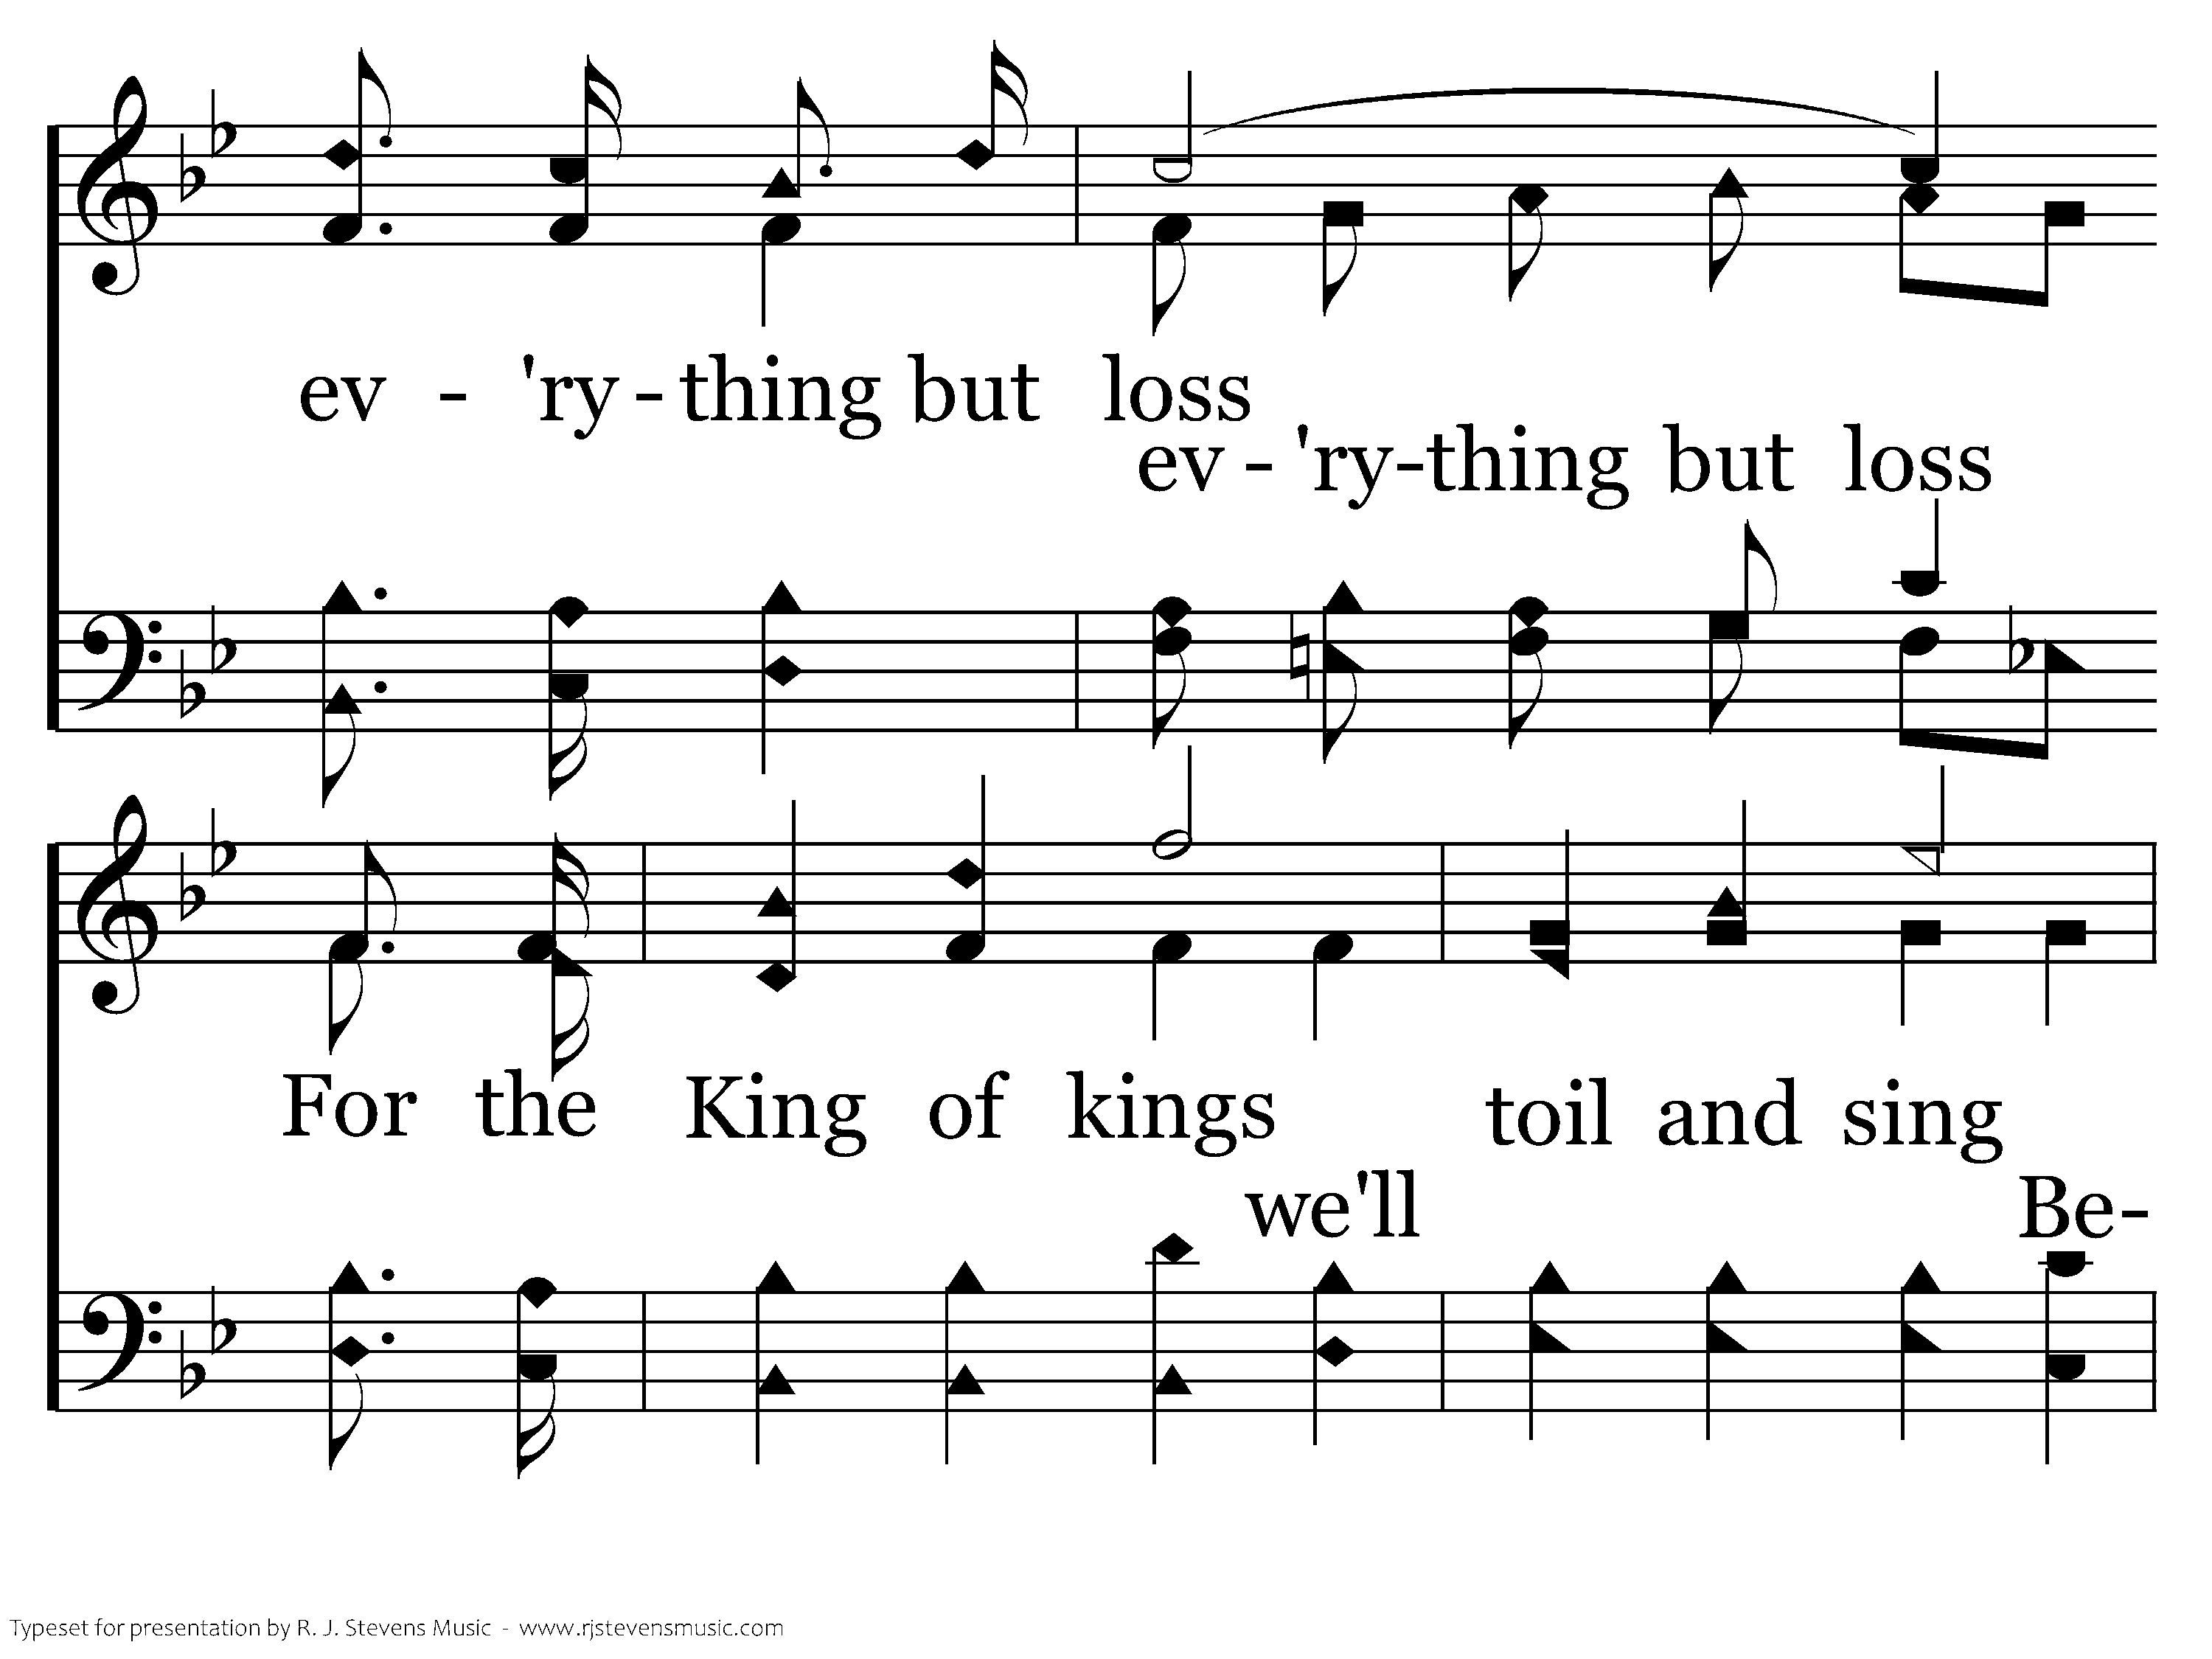 ev - 'ry - thing but loss
ev - 'ry-thing but loss
For the King of kings toil and sing
we'll Be-
Typeset for presentation by R. J. Stevens Music - www.rjstevensmusic.com